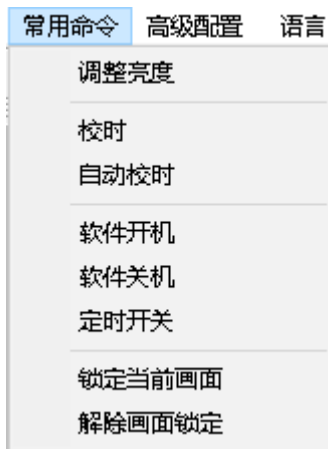 常用命令 高级配置 语言
调整亮度
校时
自动校时
软件开机
软件关机
定时开关
锁定当前画面
解除画面锁定